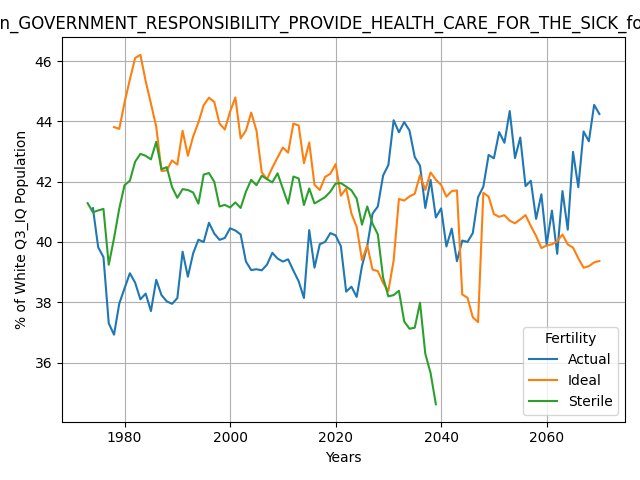 n_GOVERNMENT_RESPONSIBILITY_PROVIDE_HEALTH_CARE_FOR_THE_SICK_fo
% of White Q3_IQ Population
46
44
42
40
38
36
1980
2000
2020
2040
2060
Years
Fertility
Actual
Ideal
Sterile